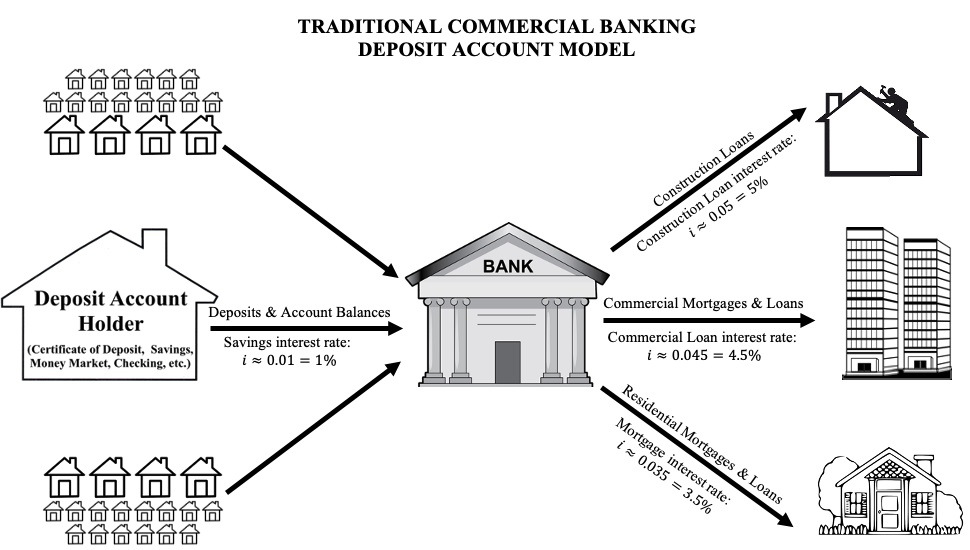 TRADITIONAL COMMERCIAL BANKING
DEPOSIT ACCOUNT MODEL
Deposit Account
Holder
(Certificate of Deposit, Savings,
Money Market, Checking, etc.)
Deposits & Account Balances
Savings interest rate:
i ≈ 0.01 = 1%
BANK
Construction Loans
Construction Loan interest rate:
i ≈ 0.05 = 5%
Commercial Mortgages & Loans
Commercial Loan interest rate:
i ≈ 0.045 = 4.5%
Residential Mortgages & Loans
Mortgage interest rate:
i ≈ 0.035 = 3.5%